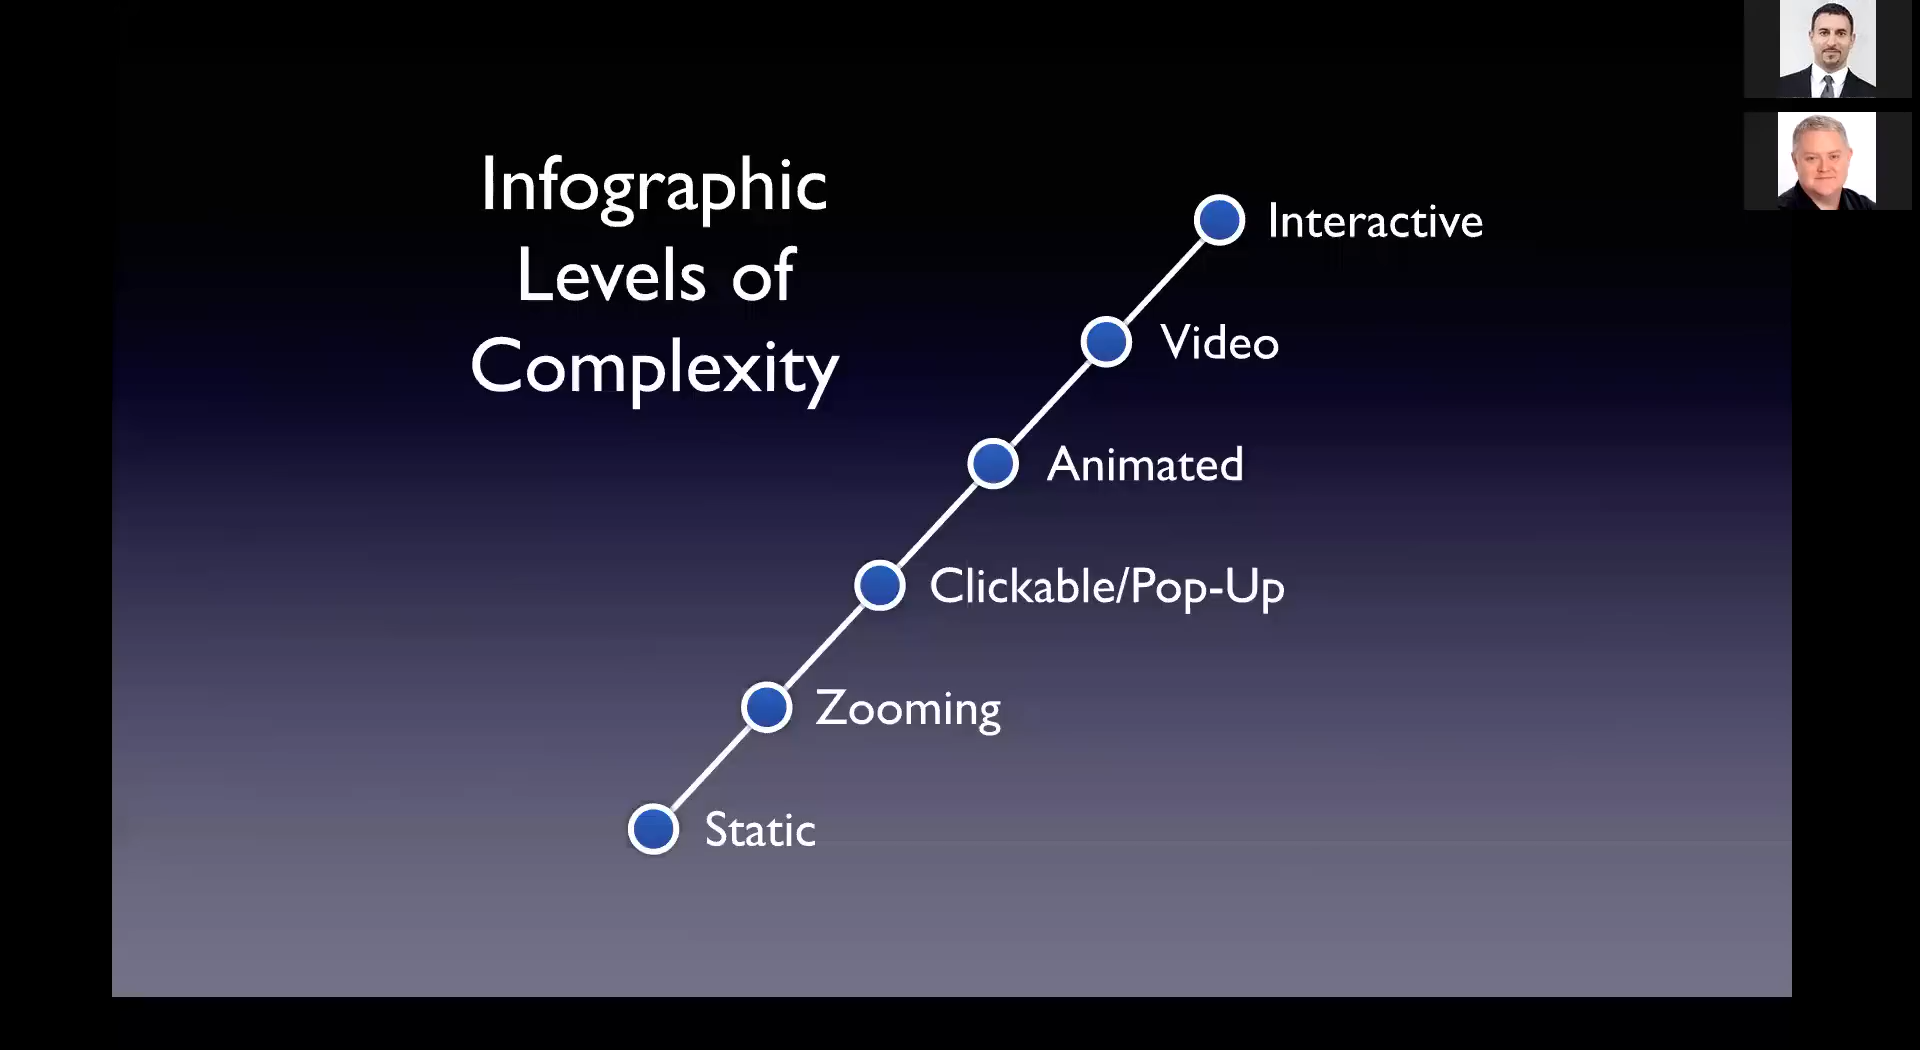 Infographic
Levels of
Complexity
Interactive
Video
Animated
Clickable/Pop-Up
Zooming
Static